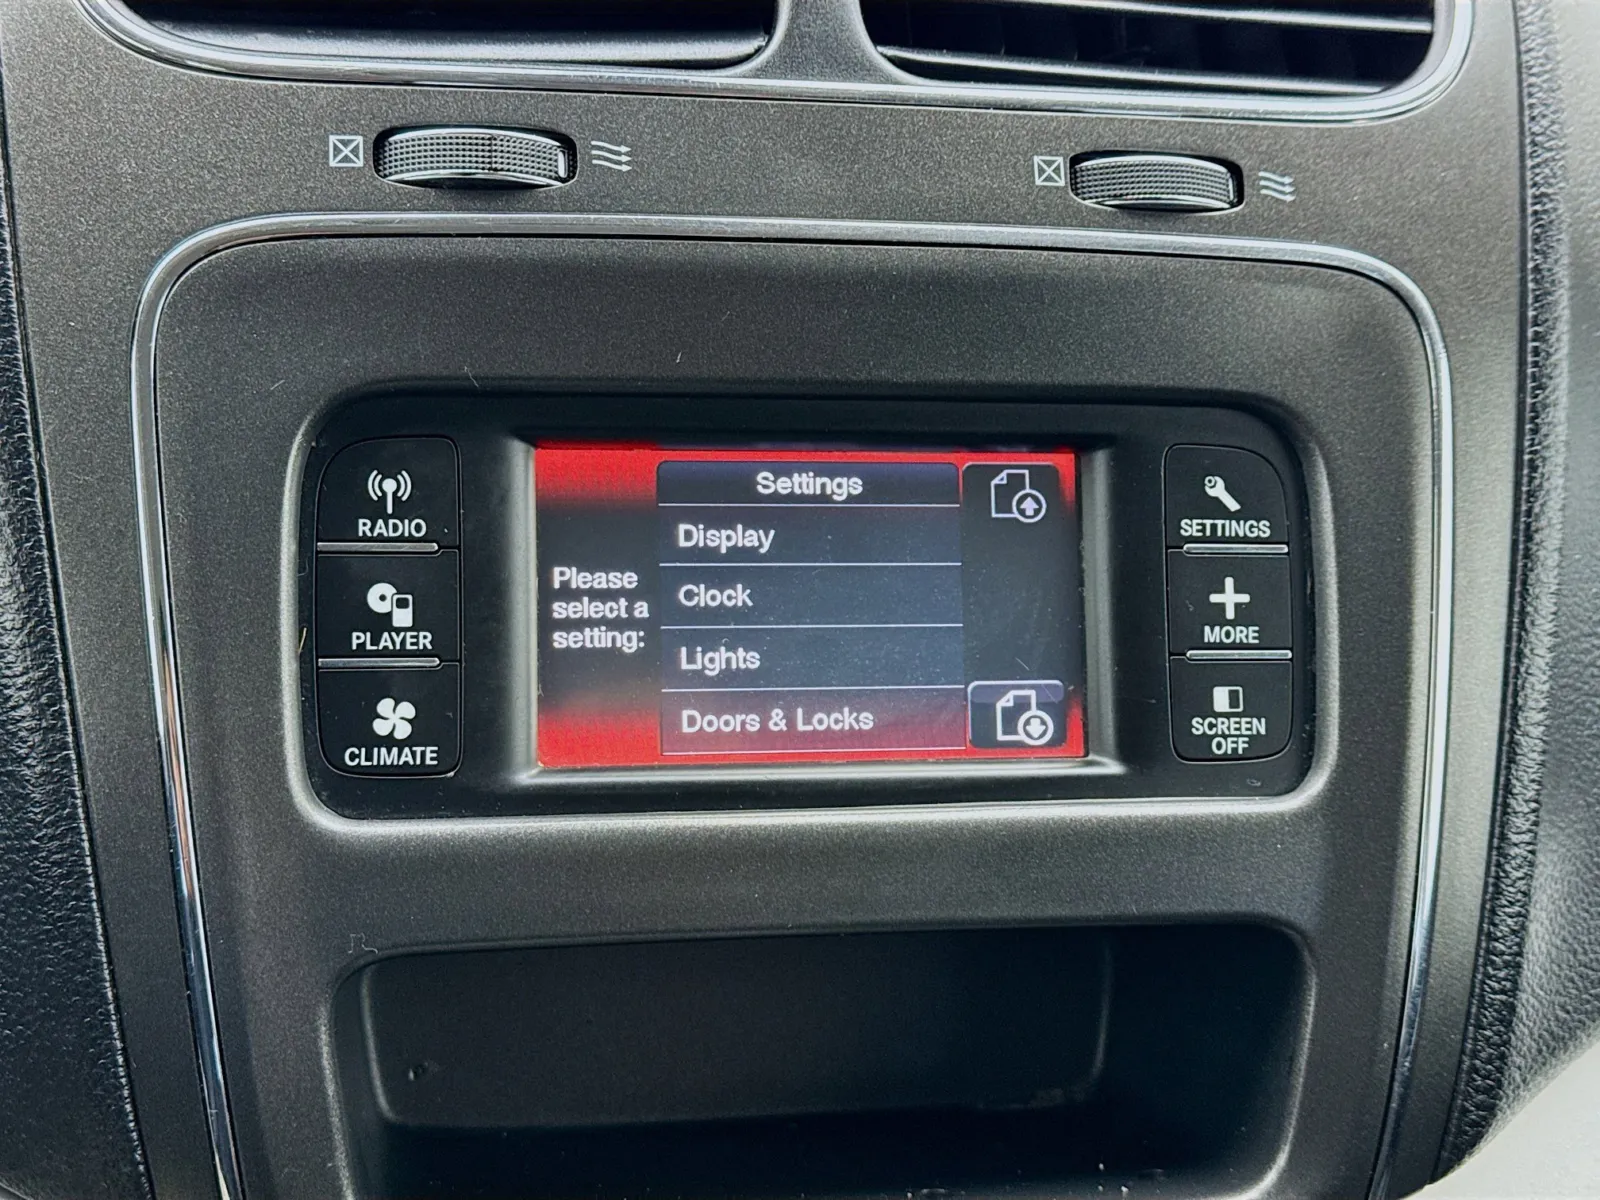 RADIO
PLAYER
CLIMATE
Settings
Please
select a
setting:
Display
Clock
Lights
Doors & Locks
SETTINGS
MORE
SCREEN
OFF